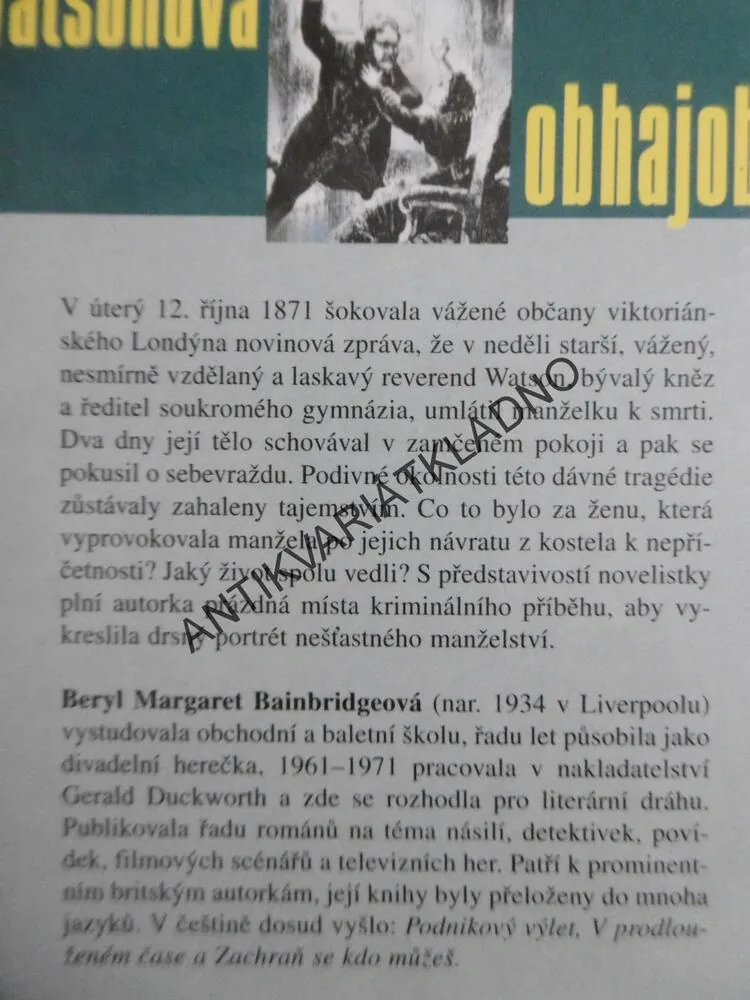 atsonova
obhajob
V úterý 12. října 1871 šokovala vážené občany viktorián-
ského Londýna novinová zpráva, že v neděli starší, vážený,
nesmírně vzdělaný a laskavý reverend Watson, bývalý kněz
a ředitel soukromého gymnázia, umlátil manželku k smrti.
Dva dny její tělo schovával v zamčeném pokoji a pak se
pokusil o sebevraždu. Podivné okolnosti této dávné tragédie
zůstávaly zahaleny tajemstvím. Co to bylo za ženu, která
vyprovokovala manžela po jejich návratu z kostela k nepří-
četnosti? Jaký život spolu vedli? S představivostí novelistky
plní autorka prázdná místa kriminálního příběhu, aby vy-
kreslila drsný portrét nešťastného manželství.
Beryl Margaret Bainbridgeová (nar. 1934 v Liverpoolu)
vystudovala obchodní a baletní školu, řadu let působila jako
divadelní herečka, 1961–1971 pracovala v nakladatelství
Gerald Duckworth a zde se rozhodla pro literární dráhu.
Publikovala řadu románů na téma násilí, detektivek, poví-
dek, filmových scénářů a televizních her. Patří k prominent-
ním britským autorkám, její knihy byly přeloženy do mnoha
jazyků. V češtině dosud vyšlo: Podnikový výlet, V prodlou-
ženém čase a Zachraň se kdo můžeš.
ANTIKVARIATKLADNO